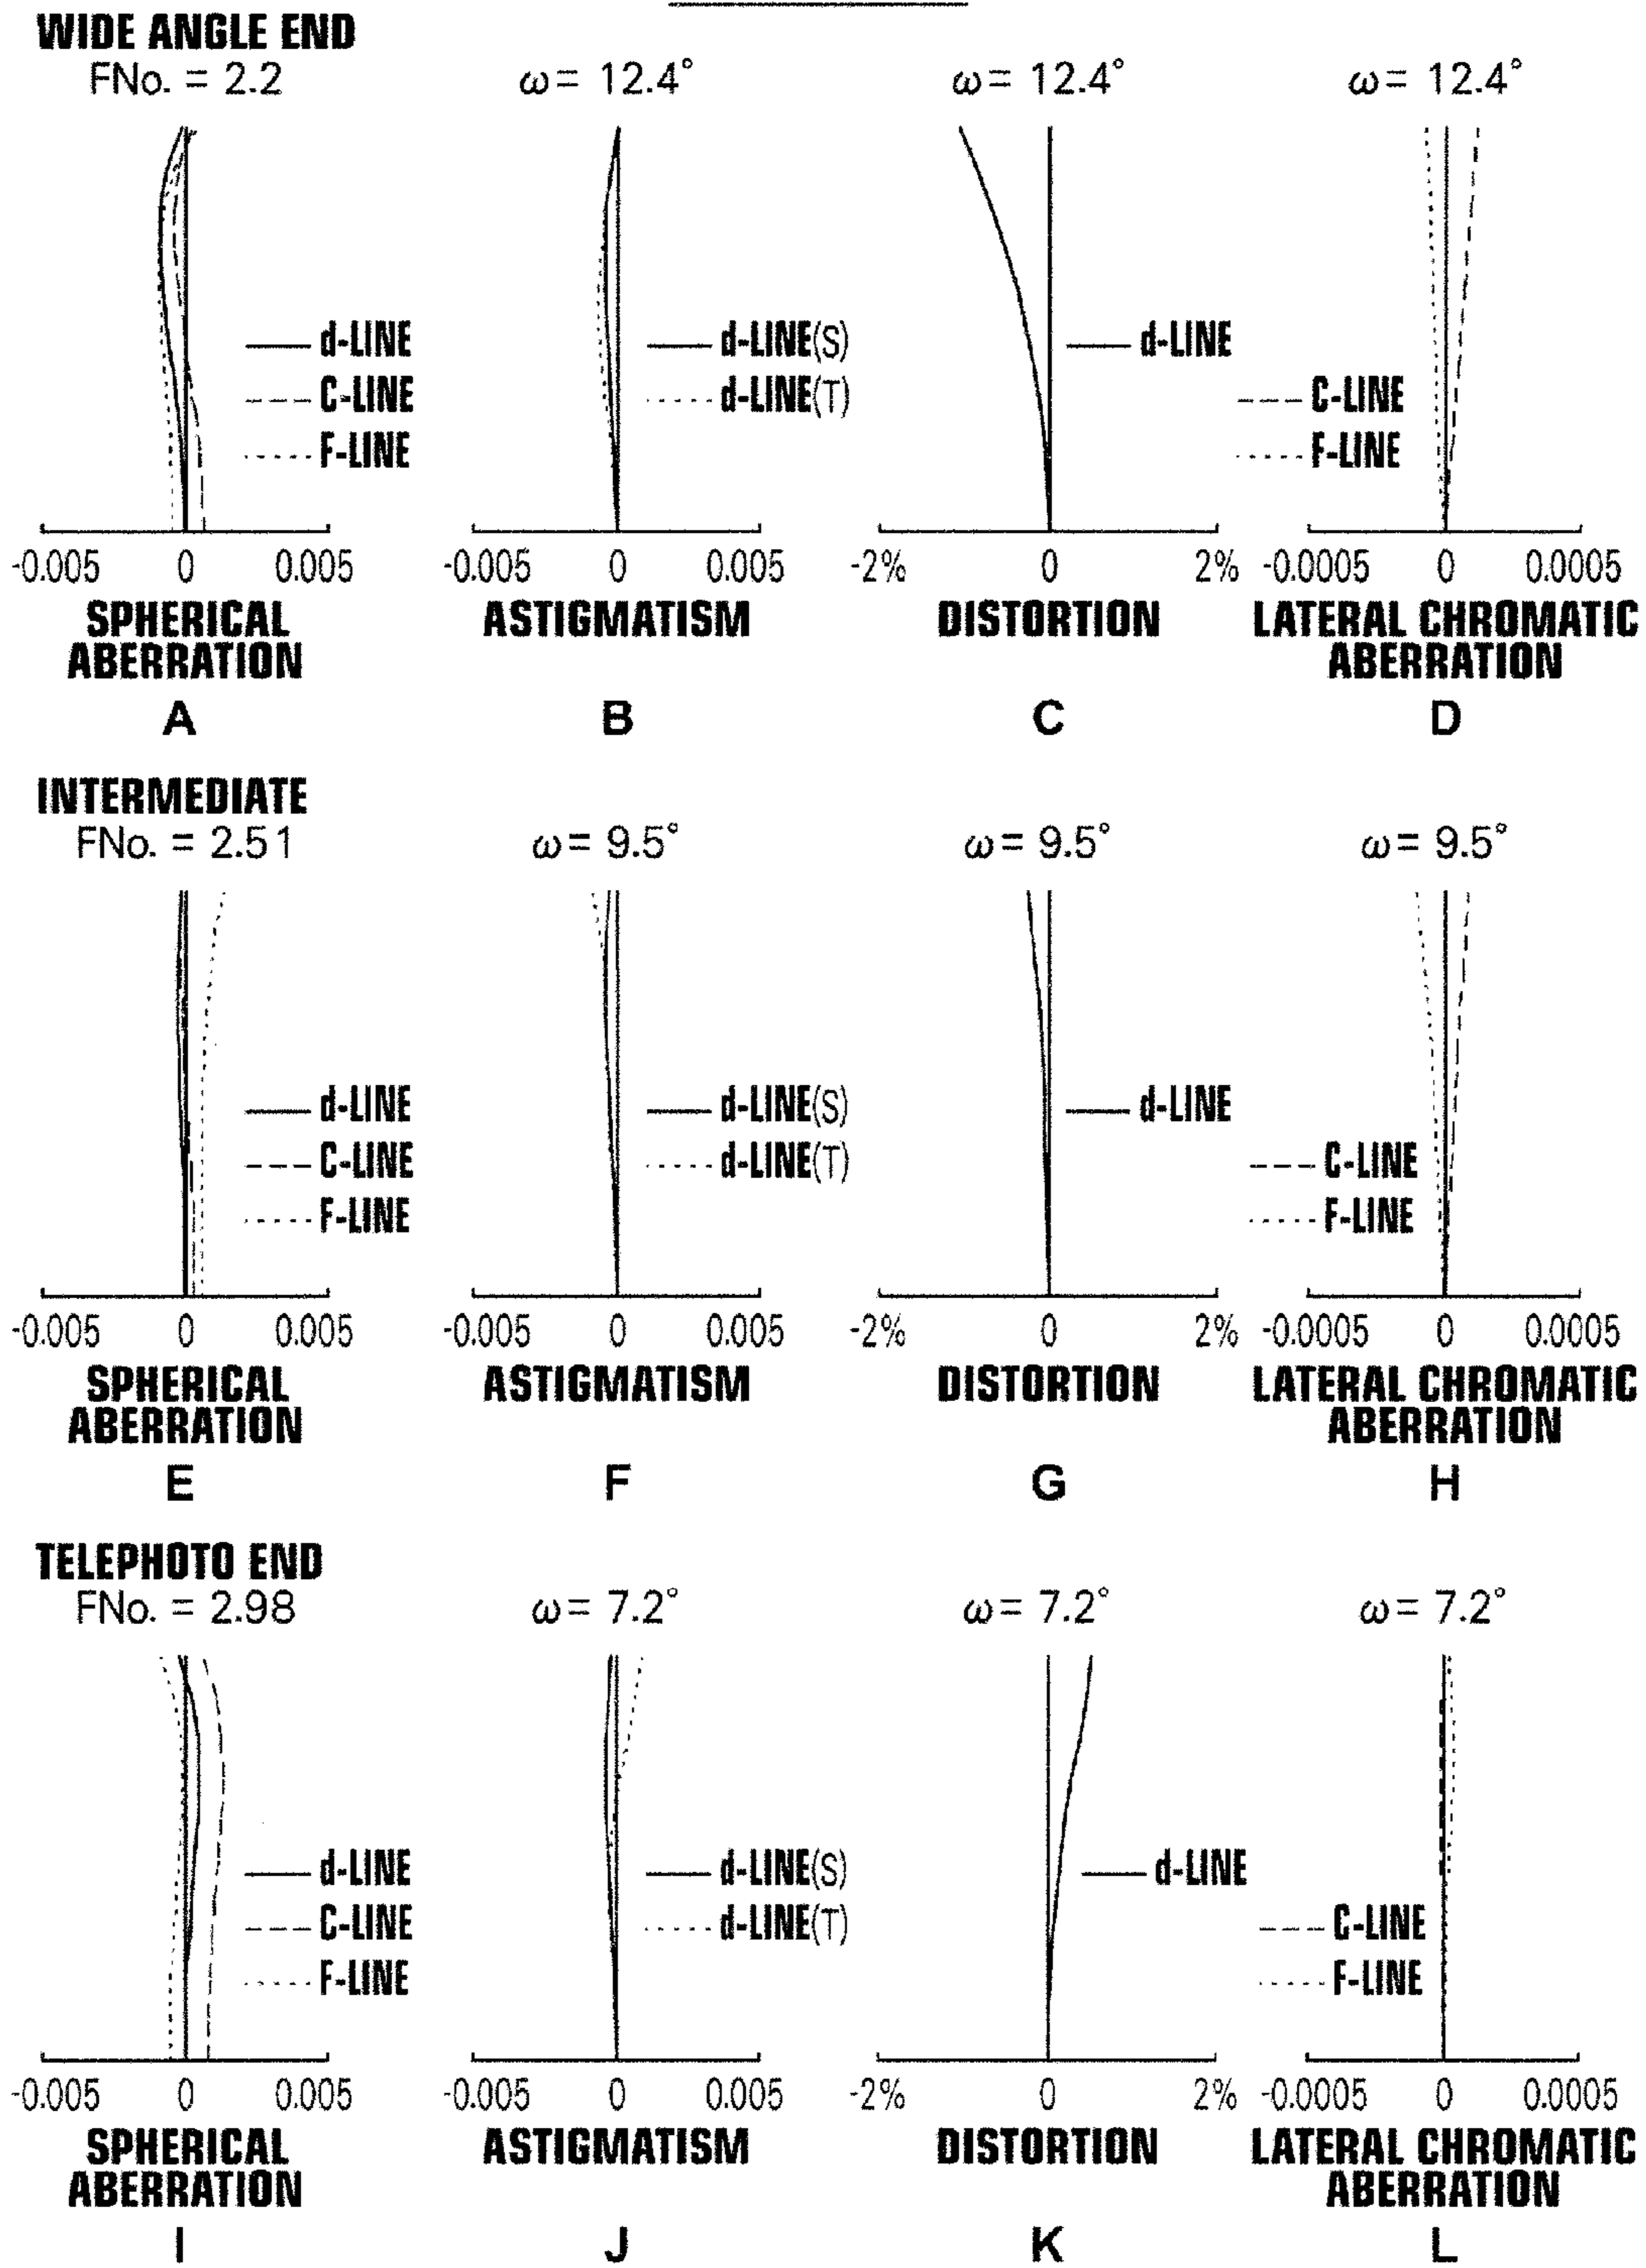 WIDE ANGLE END
FNo. = 2.2
ω = 12.4°
ω = 12.4°
ω = 12.4°
d-LINE
C-LINE
F-LINE
d-LINE(S)
d-LINE(T)
d-LINE
C-LINE
F-LINE
-0.005 0 0.005
-0.005 0 0.005
-2% 0 2%
-0.0005 0 0.0005
SPHERICAL
ABERRATION
ASTIGMATISM
DISTORTION
LATERAL CHROMATIC
ABERRATION
A
B
C
D
INTERMEDIATE
FNo. = 2.51
ω = 9.5°
ω = 9.5°
ω = 9.5°
d-LINE
C-LINE
F-LINE
d-LINE(S)
d-LINE(T)
d-LINE
C-LINE
F-LINE
-0.005 0 0.005
-0.005 0 0.005
-2% 0 2%
-0.0005 0 0.0005
SPHERICAL
ABERRATION
ASTIGMATISM
DISTORTION
LATERAL CHROMATIC
ABERRATION
E
F
G
H
TELEPHOTO END
FNo. = 2.98
ω = 7.2°
ω = 7.2°
ω = 7.2°
d-LINE
C-LINE
F-LINE
d-LINE(S)
d-LINE(T)
d-LINE
C-LINE
F-LINE
-0.005 0 0.005
-0.005 0 0.005
-2% 0 2%
-0.0005 0 0.0005
SPHERICAL
ABERRATION
ASTIGMATISM
DISTORTION
LATERAL CHROMATIC
ABERRATION
I
J
K
L